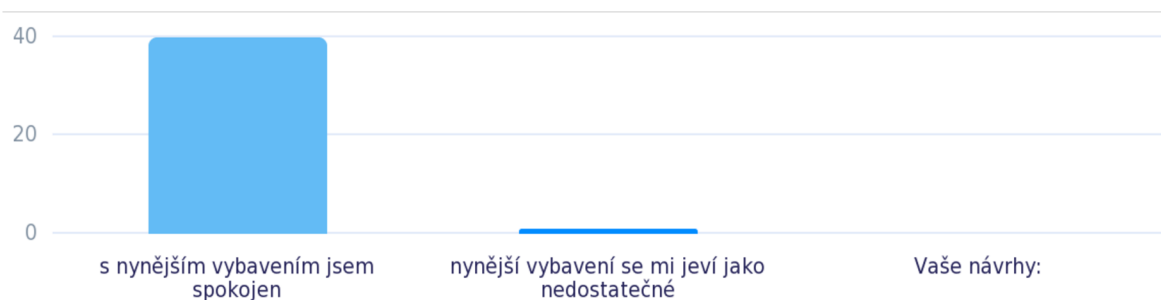 40
20
0
s nynějším vybavením jsem
spokojen
nynější vybavení se mi jeví jako
nedostatečné
Vaše návrhy: